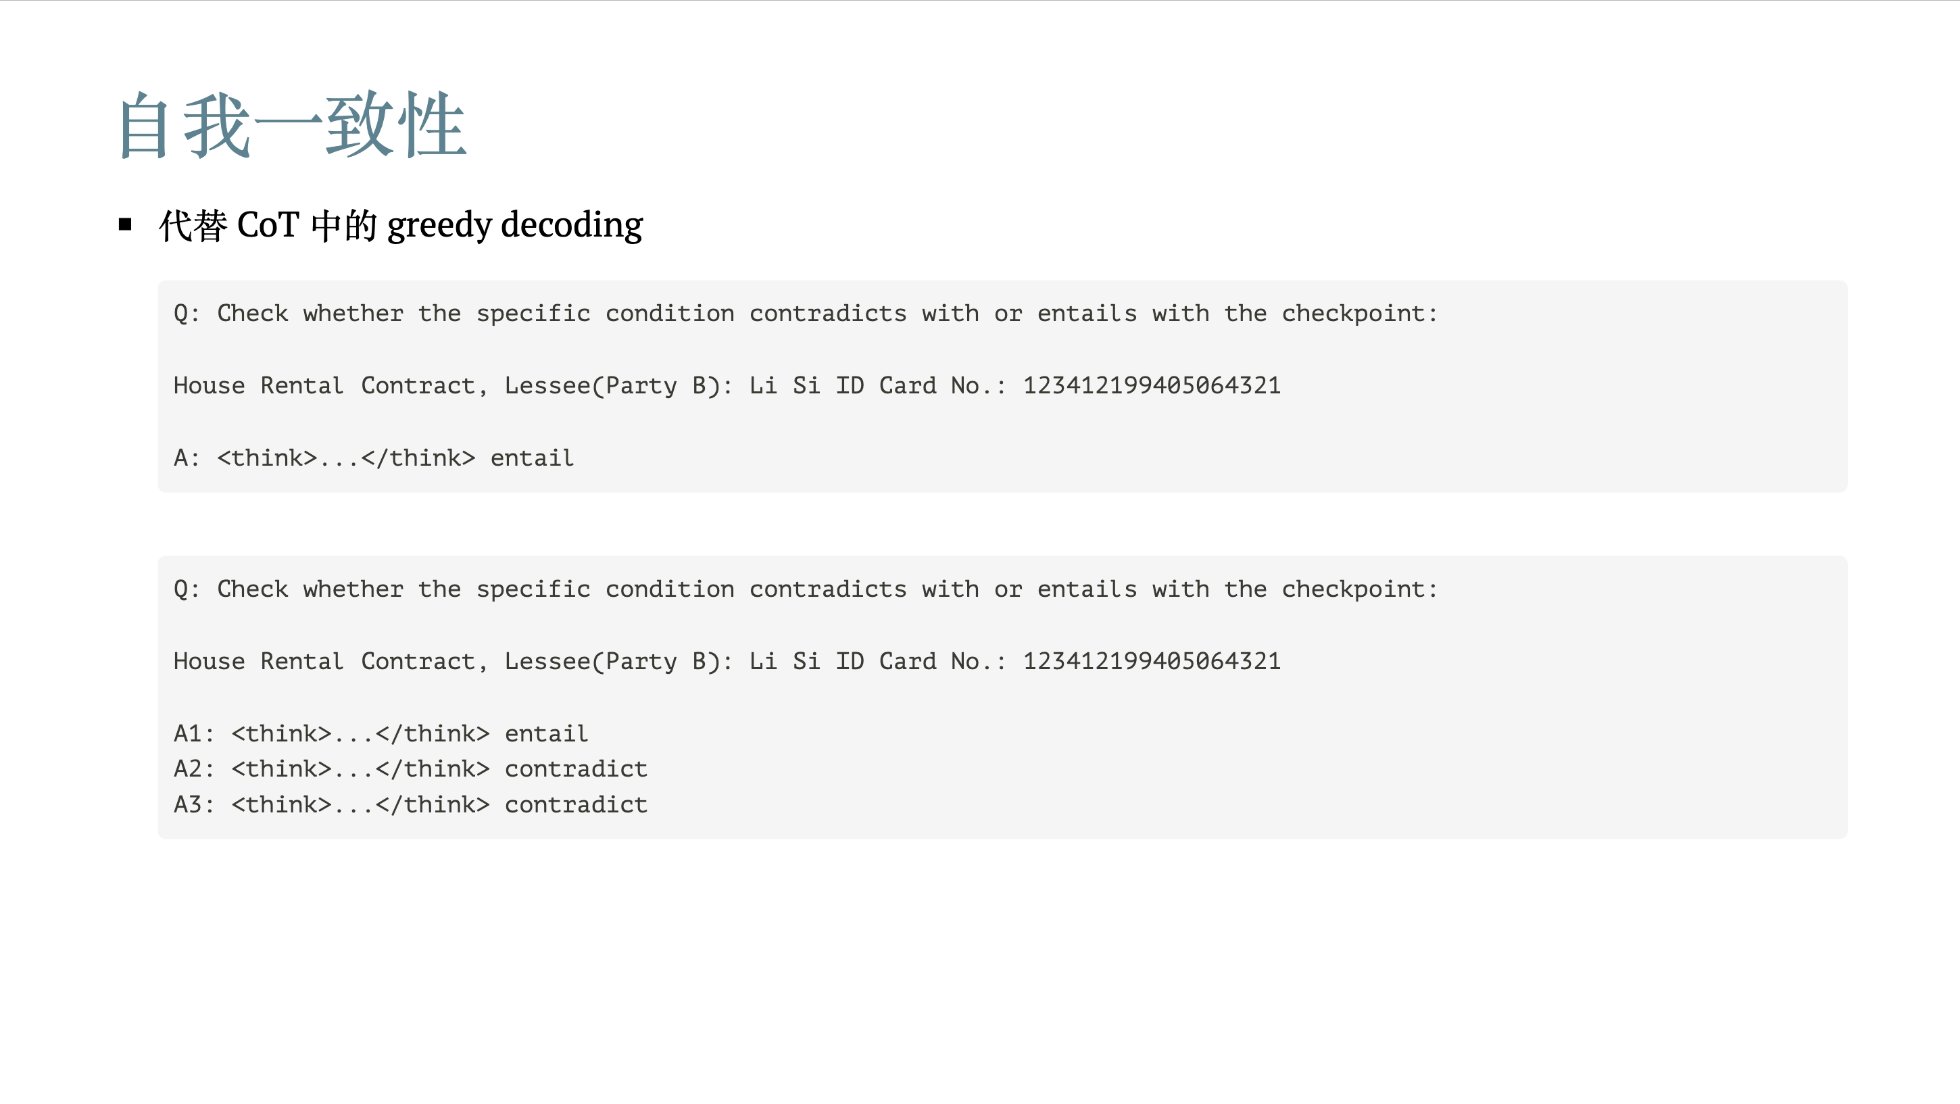 自我一致性
▪ 代替 CoT 中的 greedy decoding
Q: Check whether the specific condition contradicts with or entails with the checkpoint:
House Rental Contract, Lessee(Party B): Li Si ID Card No.: 123412199405064321
A: <think>...</think> entail
Q: Check whether the specific condition contradicts with or entails with the checkpoint:
House Rental Contract, Lessee(Party B): Li Si ID Card No.: 123412199405064321
A1: <think>...</think> entail
A2: <think>...</think> contradict
A3: <think>...</think> contradict